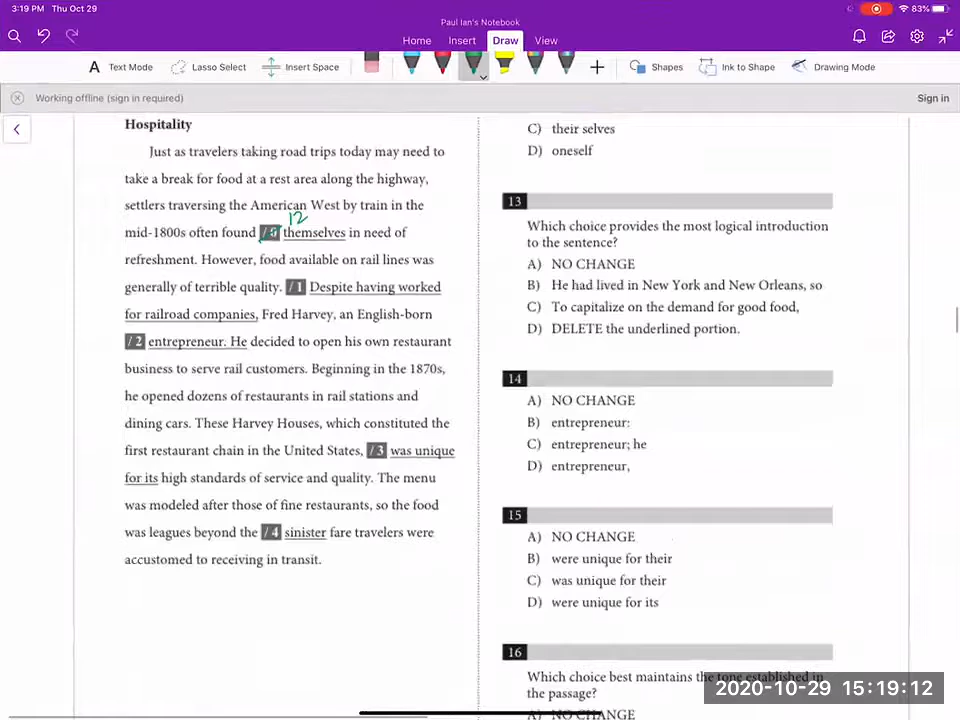 3:19 PM Thu Oct 29
83%
Paul Ian's Notebook
Home Insert Draw View
Text Mode Lasso Select Insert Space Shapes Ink to Shape Drawing Mode
Working offline (sign in required) Sign in
Hospitality
Just as travelers taking road trips today may need to
take a break for food at a rest area along the highway,
settlers traversing the American West by train in the
12
mid-1800s often found themselves in need of
refreshment. However, food available on rail lines was
generally of terrible quality. / 1 Despite having worked
for railroad companies, Fred Harvey, an English-born
/ 2 entrepreneur. He decided to open his own restaurant
business to serve rail customers. Beginning in the 1870s,
he opened dozens of restaurants in rail stations and
dining cars. These Harvey Houses, which constituted the
first restaurant chain in the United States, / 3 was unique
for its high standards of service and quality. The menu
was modeled after those of fine restaurants, so the food
was leagues beyond the / 4 sinister fare travelers were
accustomed to receiving in transit.
C) their selves
D) oneself
13
Which choice provides the most logical introduction
to the sentence?
A) NO CHANGE
B) He had lived in New York and New Orleans, so
C) To capitalize on the demand for good food,
D) DELETE the underlined portion.
14
A) NO CHANGE
B) entrepreneur:
C) entrepreneur; he
D) entrepreneur,
15
A) NO CHANGE
B) were unique for their
C) was unique for their
D) were unique for its
16
Which choice best maintains the tone established in
the passage?
A) NO CHANGE
2020-10-29 15:19:12